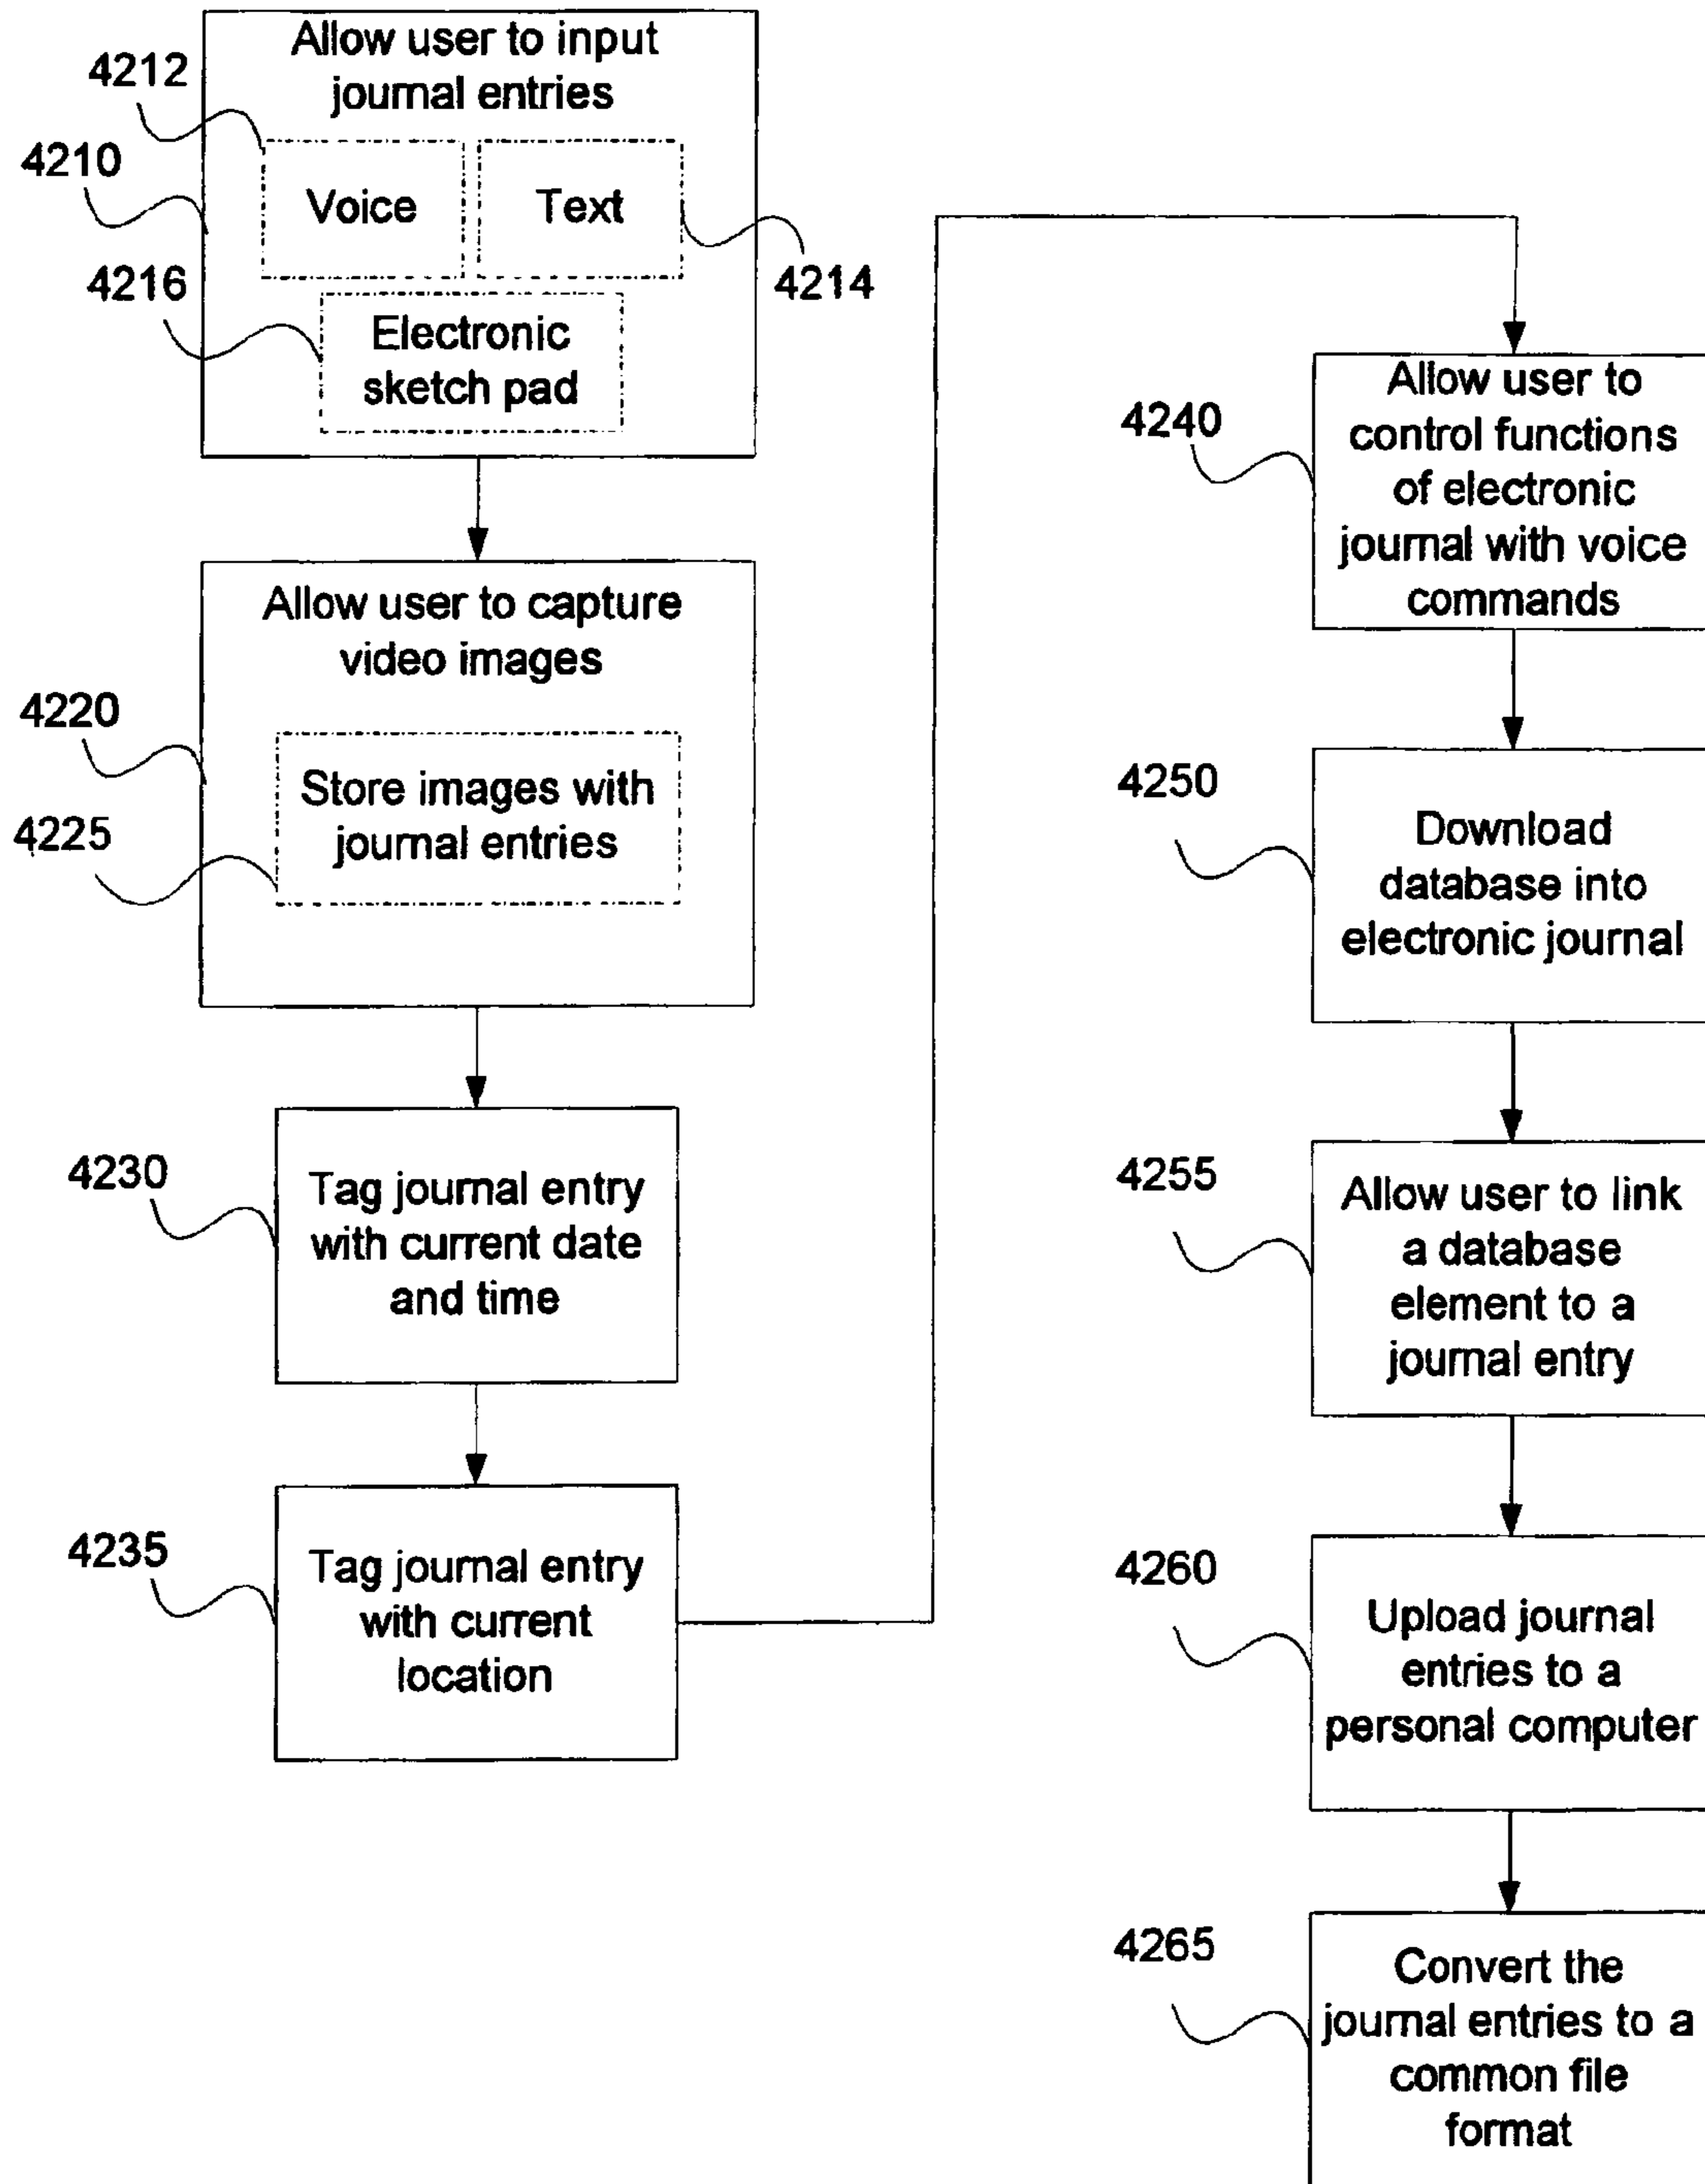 Allow user to input
journal entries
4212
4210
Voice
Text
4214
4216
Electronic
sketch pad
Allow user to capture
video images
4220
Store images with
journal entries
4225
4230
Tag journal entry
with current date
and time
4235
Tag journal entry
with current
location
4240
Allow user to
control functions
of electronic
journal with voice
commands
4250
Download
database into
electronic journal
4255
Allow user to link
a database
element to a
journal entry
4260
Upload journal
entries to a
personal computer
4265
Convert the
journal entries to a
common file
format